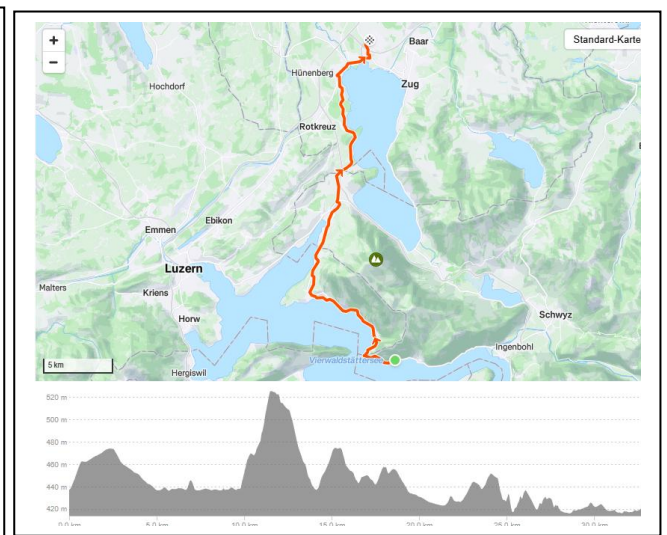 +
Baar
Standard-Karte
−
Hünenberg
Hochdorf
Zug
Rotkreuz
Ebikon
Emmen
Luzern
Malters
Kriens
Schwyz
Horw
Ingenbohl
Vierwaldstättersee
5 km
Hergiswil
520 m
500 m
480 m
460 m
440 m
420 m
0.0 km 5.0 km 10.0 km 15.0 km 20.0 km 25.0 km 30.0 km